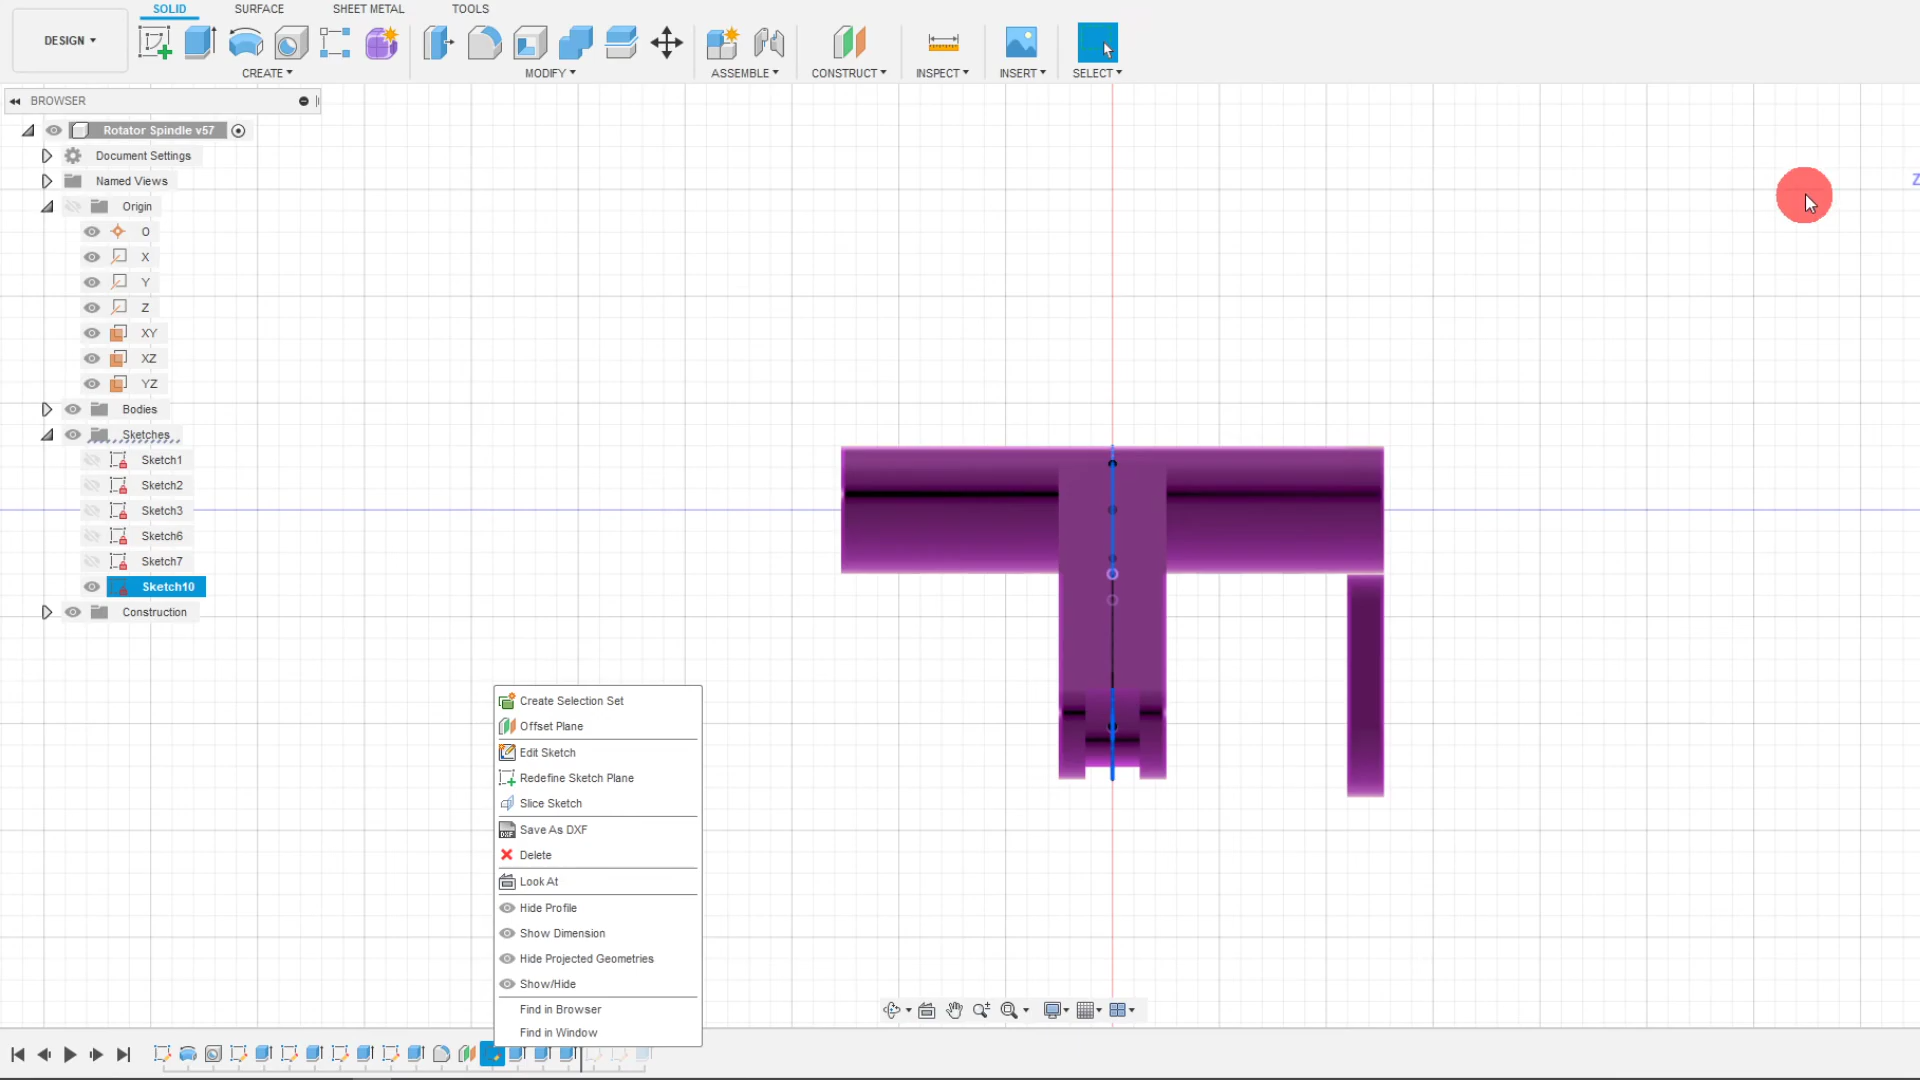 SOLID SURFACE SHEET METAL TOOLS
DESIGN ▾
CREATE ▾ MODIFY ▾ ASSEMBLE ▾ CONSTRUCT ▾ INSPECT ▾ INSERT ▾ SELECT ▾
BROWSER
Rotator Spindle v57
Document Settings
Named Views
Origin
O
X
Y
Z
XY
XZ
YZ
Bodies
Sketches
Sketch1
Sketch2
Sketch3
Sketch6
Sketch7
Sketch10
Construction
Z
Create Selection Set
Offset Plane
Edit Sketch
Redefine Sketch Plane
Slice Sketch
Save As DXF
Delete
Look At
Hide Profile
Show Dimension
Hide Projected Geometries
Show/Hide
Find in Browser
Find in Window